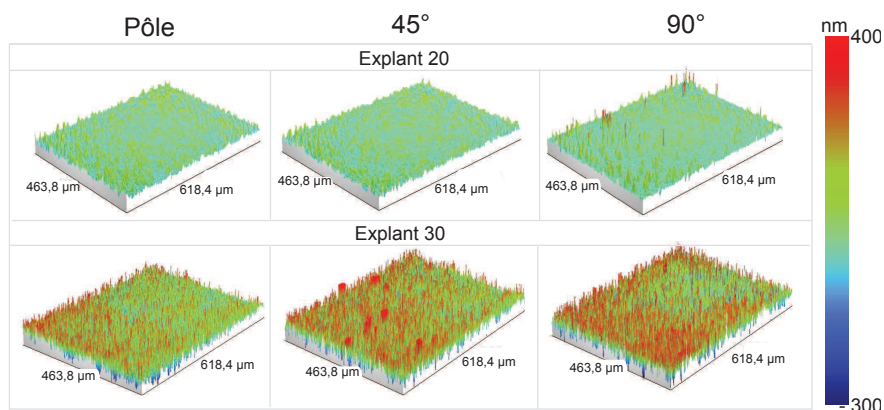 Pôle 45° 90°
nm
400
Explant 20
463,8 µm 618,4 µm 463,8 µm 618,4 µm 463,8 µm 618,4 µm
Explant 30
463,8 µm 618,4 µm 463,8 µm 618,4 µm 463,8 µm 618,4 µm
- 300